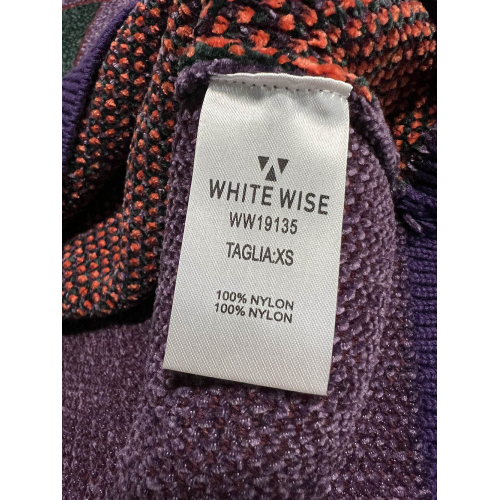 WHITE WISE
WW19135
TAGLIA:XS
100% NYLON
100% NYLON